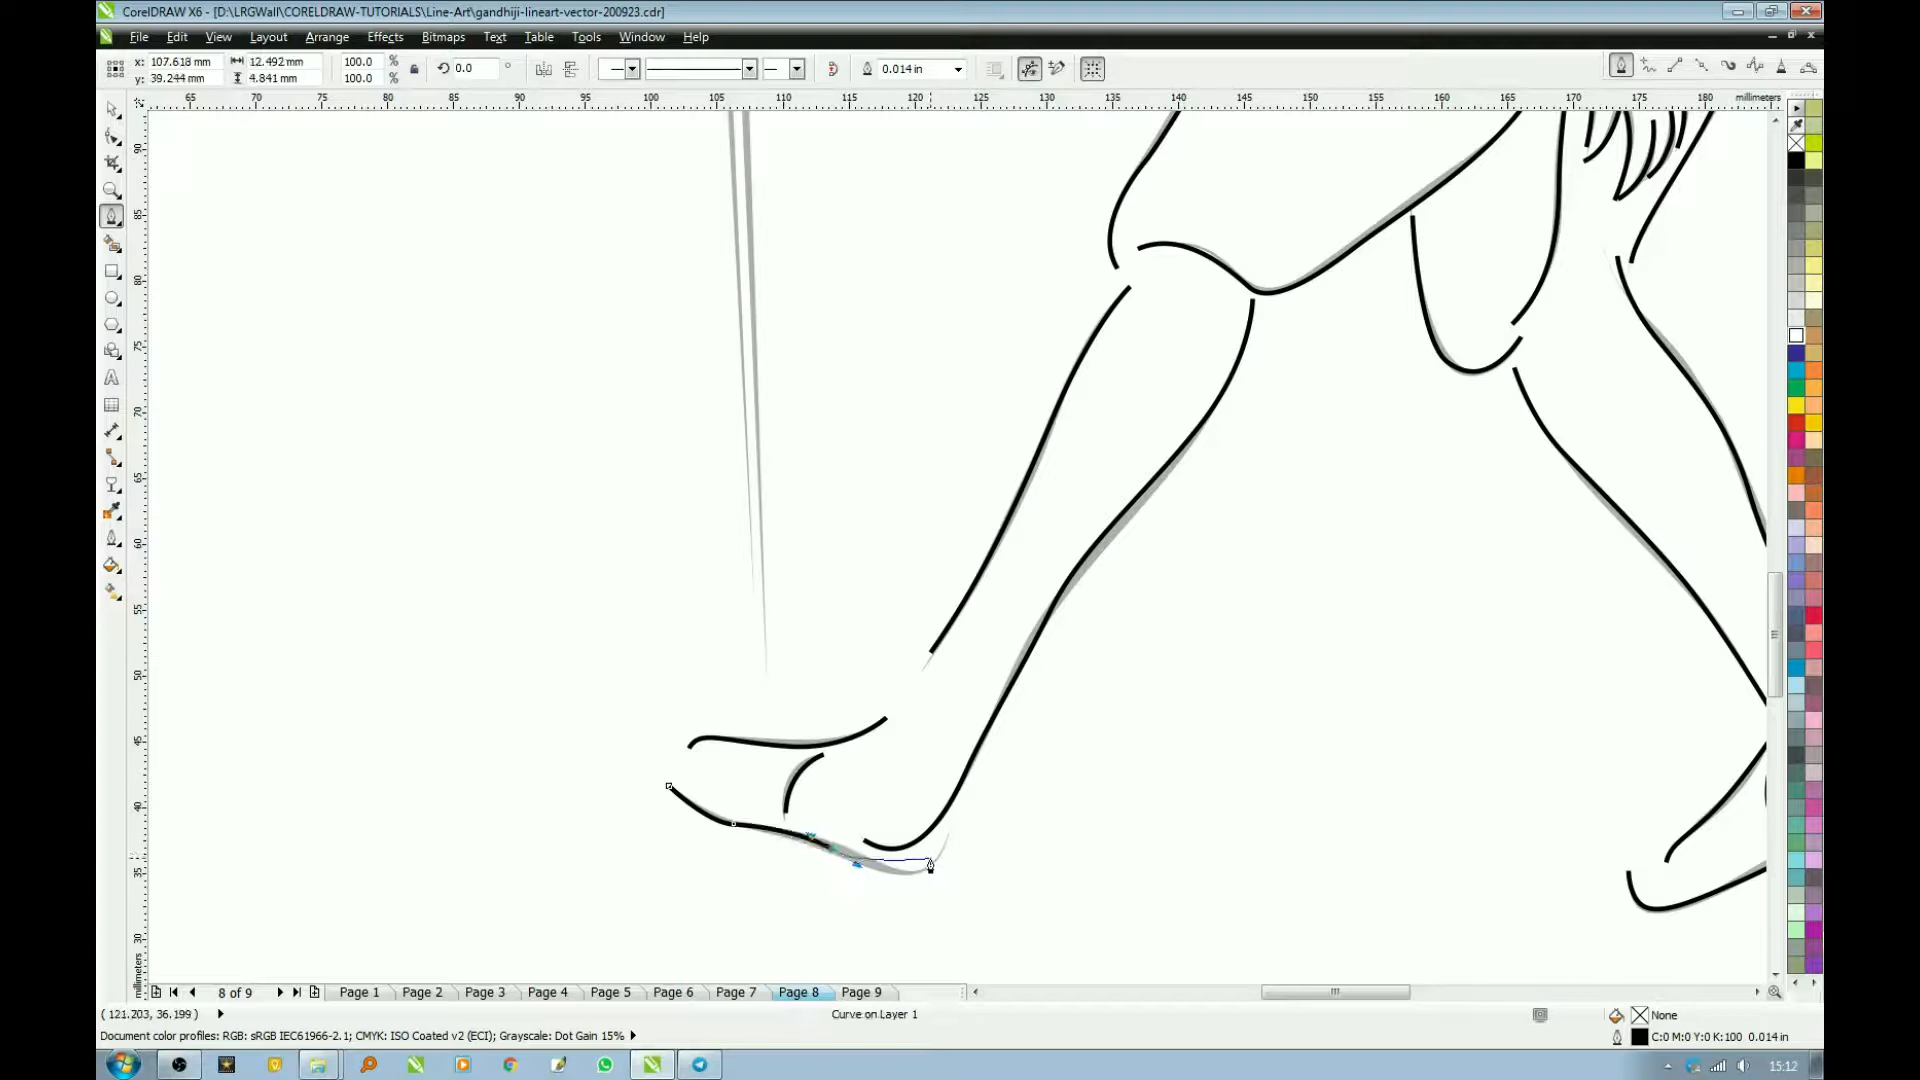 CorelDRAW X6 - [D:\LRGWall\CORELDRAW-TUTORIALS\Line-Art\gandhiji-lineart-vector-200923.cdr]
File Edit View Layout Arrange Effects Bitmaps Text Table Tools Window Help
x: 107.618 mm 12.492 mm 100.0 %
y: 39.244 mm 4.841 mm 100.0 %
0.0 °
0.014 in
65 70 75 80 85 90 95 100 105 110 115 120 125 130 135 140 145 150 155 160 165 170 175 180 millimeters
90
85
80
75
70
65
60
55
50
45
40
35
30
millimeters
8 of 9 Page 1 Page 2 Page 3 Page 4 Page 5 Page 6 Page 7 Page 8 Page 9
( 121.203, 36.199 ) Curve on Layer 1 None
Document color profiles: RGB: sRGB IEC61966-2.1; CMYK: ISO Coated v2 (ECI); Grayscale: Dot Gain 15% C:0 M:0 Y:0 K:100 0.014 in
15:12